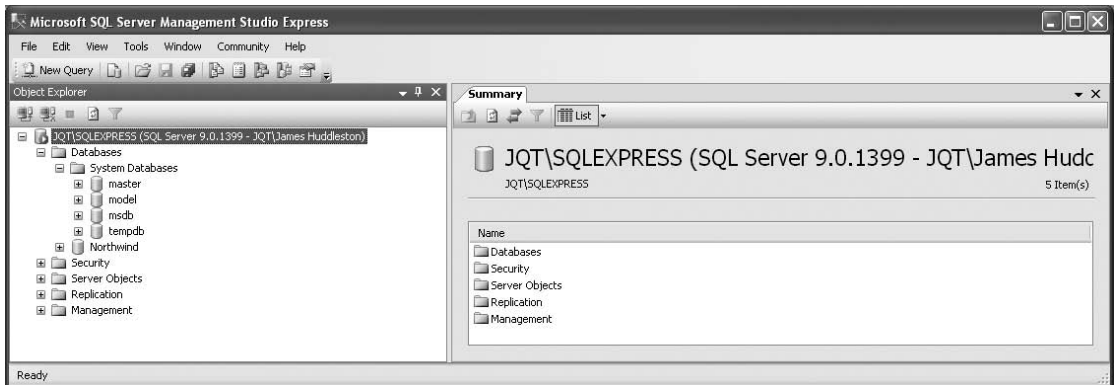 Microsoft SQL Server Management Studio Express
File Edit View Tools Window Community Help
New Query
Object Explorer
JQT\SQLEXPRESS (SQL Server 9.0.1399 - JQT\James Huddleston)
Databases
System Databases
master
model
msdb
tempdb
Northwind
Security
Server Objects
Replication
Management
Summary
List
JQT\SQLEXPRESS (SQL Server 9.0.1399 - JQT\James Hudc
JQT\SQLEXPRESS
5 Item(s)
Name
Databases
Security
Server Objects
Replication
Management
Ready